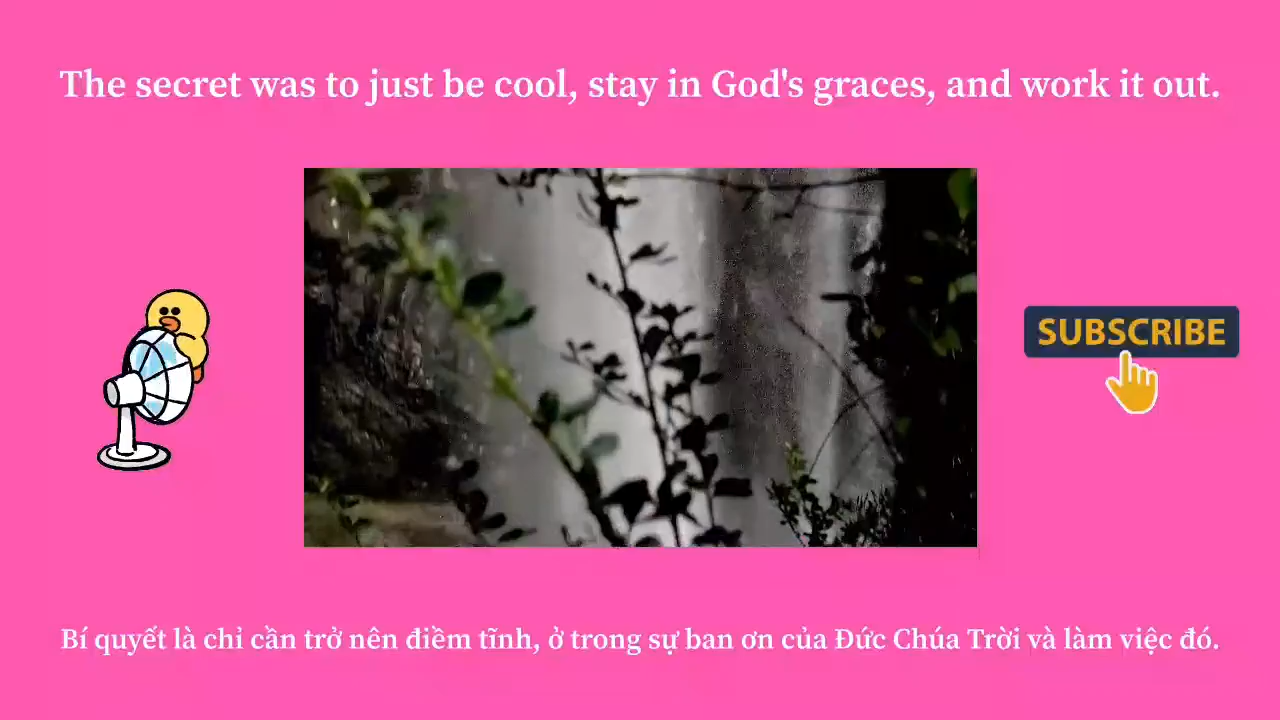 The secret was to just be cool, stay in God's graces, and work it out.
SUBSCRIBE
Bí quyết là chỉ cần trở nên điềm tĩnh, ở trong sự ban ơn của Đức Chúa Trời và làm việc đó.